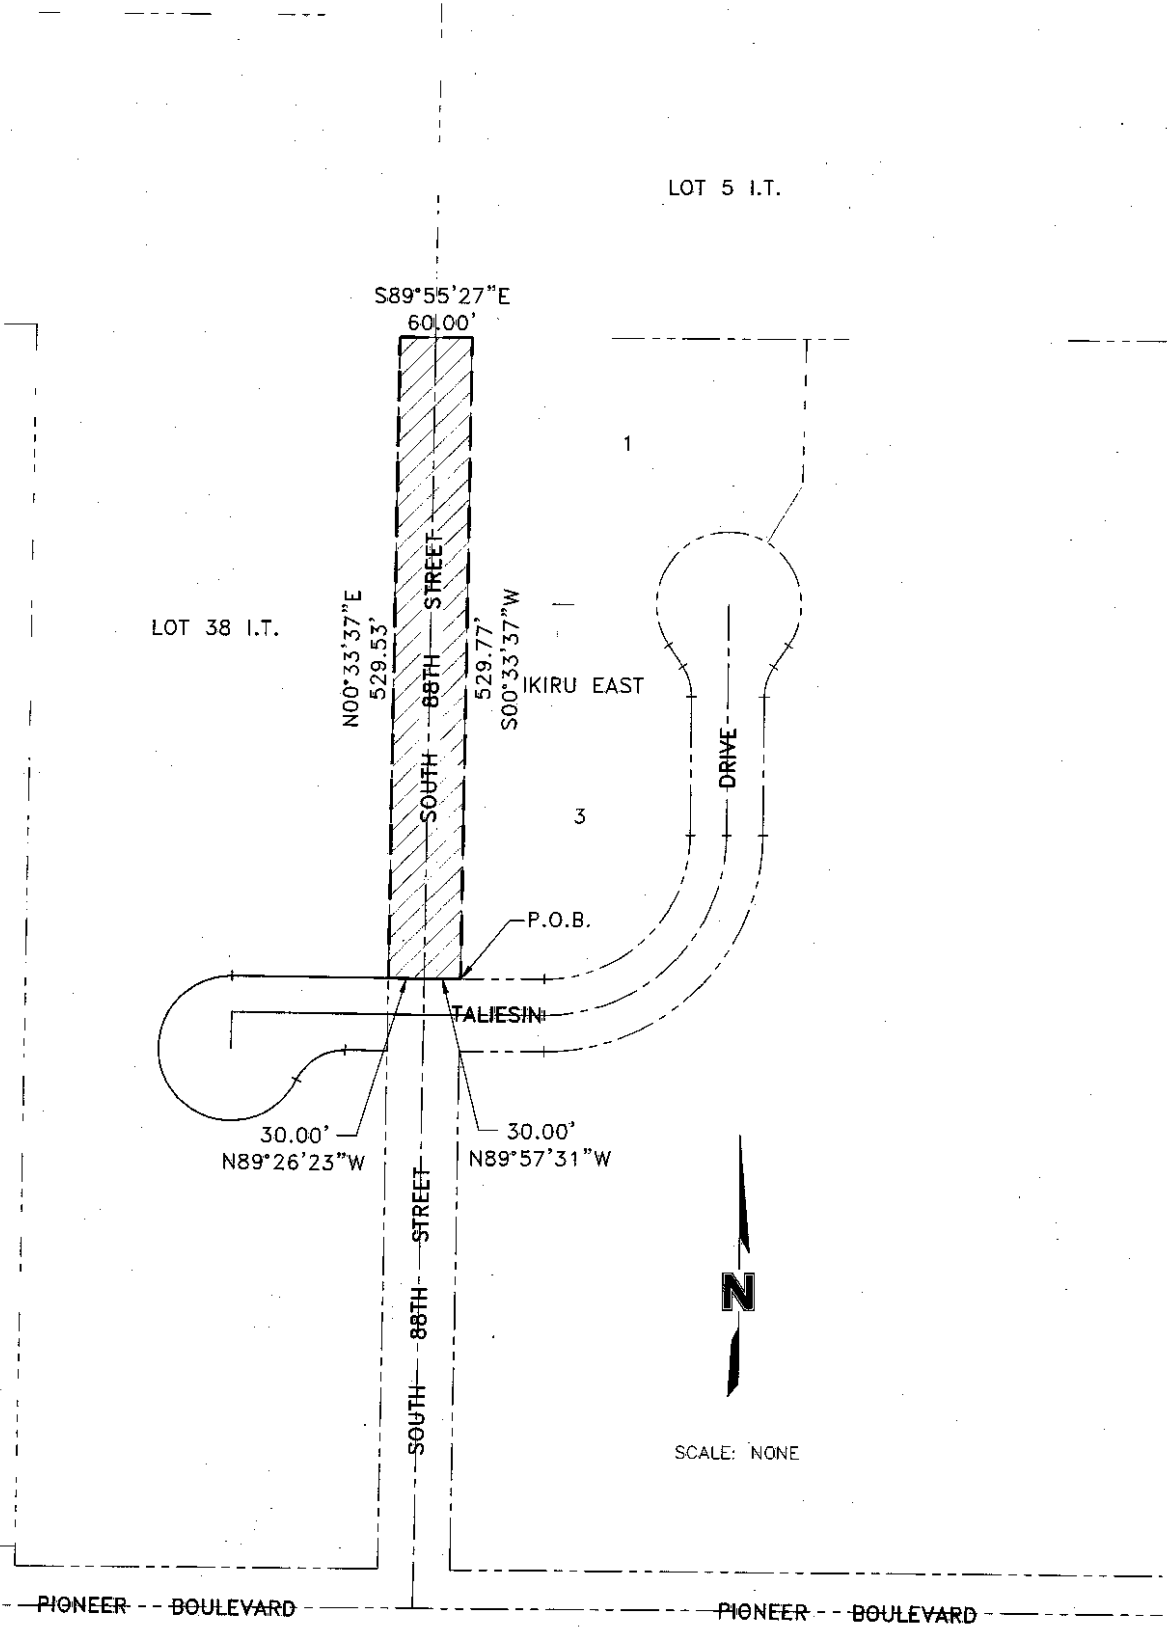 LOT 5 I.T.
S89°55'27"E
60.00'
1
LOT 38 I.T.
N00°33'37"E
529.53'
SOUTH 88TH STREET
529.77'
S00°33'37"W
IKIRU EAST
DRIVE
3
P.O.B.
TALIESIN
30.00'
N89°26'23"W
30.00'
N89°57'31"W
SOUTH 88TH STREET
N
SCALE: NONE
PIONEER BOULEVARD
PIONEER BOULEVARD